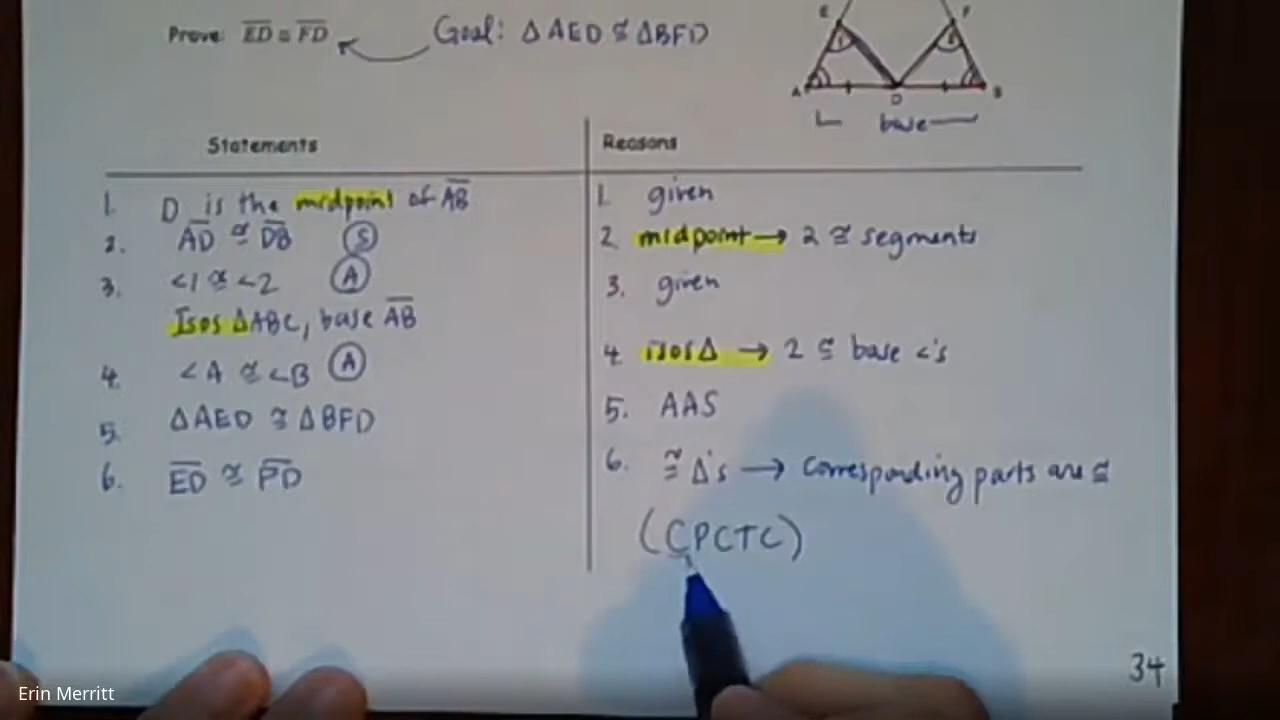 Prove: ED ≅ FD
Goal: △AED ≅ △BFD
E F
1 2
A D B
base
Statements
Reasons
1. D is the midpoint of AB
1. given
2. AD ≅ DB (S)
2. midpoint → 2 ≅ segments
3. <1 ≅ <2 (A)
3. given
Isos △ABC, base AB
4. <A ≅ <B (A)
4. isos △ → 2 ≅ base <'s
5. △AED ≅ △BFD
5. AAS
6. ED ≅ FD
6. ≅ △'s → corresponding parts are ≅
(CPCTC)
34
Erin Merritt